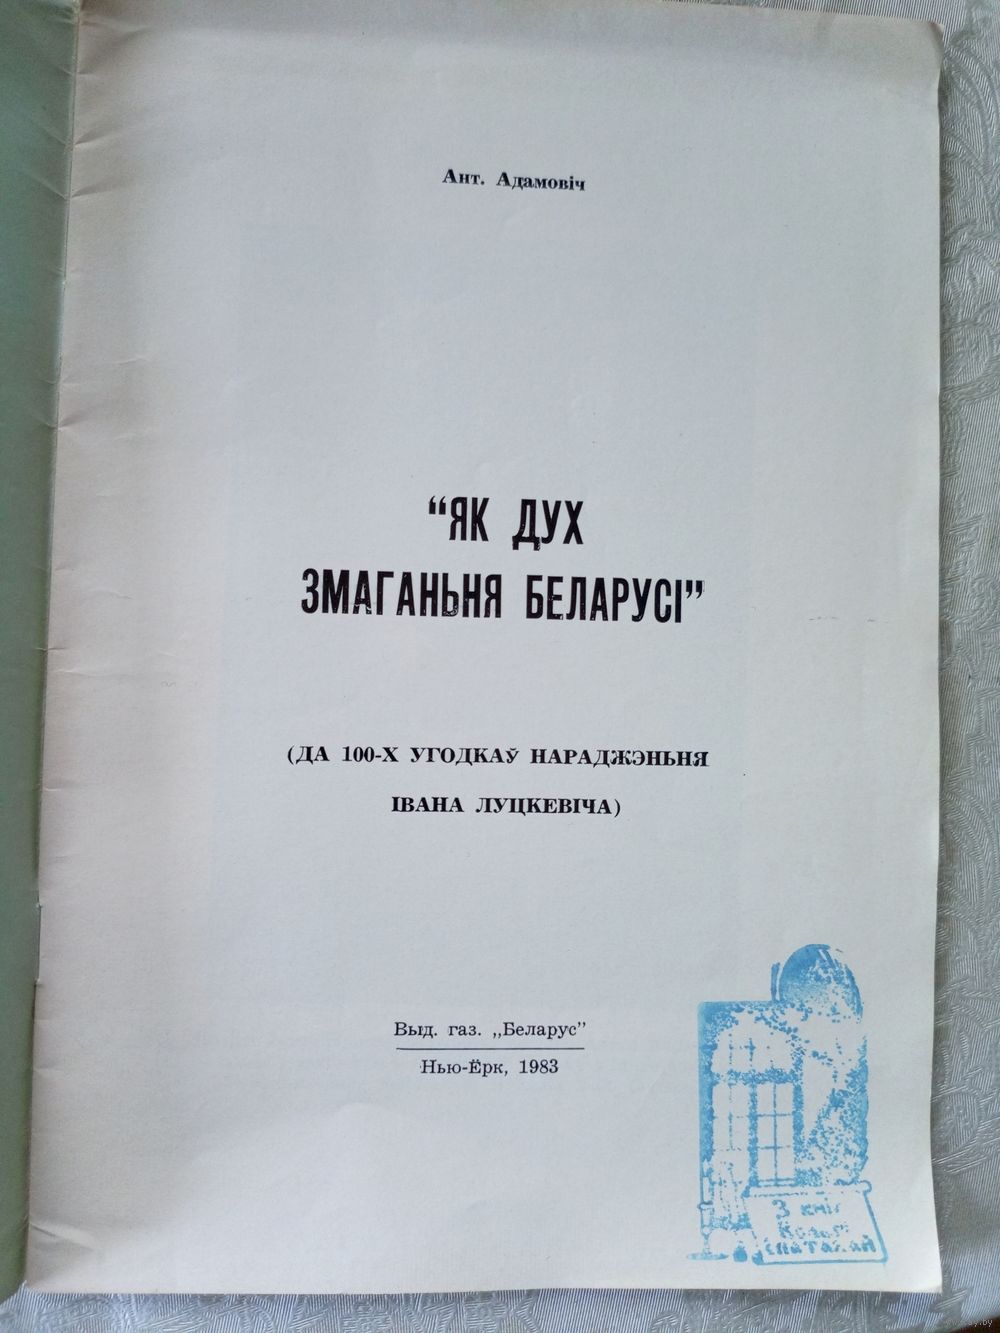 Ант. Адамовіч
“ЯК ДУХ
ЗМАГАНЬНЯ БЕЛАРУСІ”
(ДА 100-Х УГОДКАЎ НАРАДЖЭНЬНЯ
ІВАНА ЛУЦКЕВІЧА)
Выд. газ. „Беларус”
Нью-Ёрк, 1983
З кніг